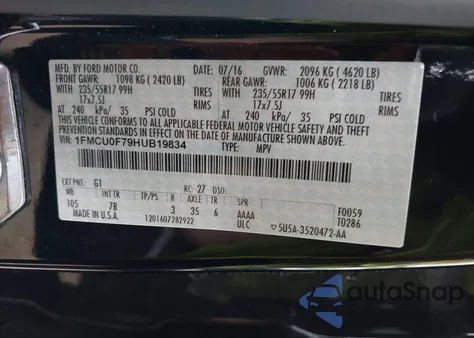 MFD. BY FORD MOTOR CO.
DATE: 07/16 GVWR: 2096 KG ( 4620 LB)
FRONT GAWR: 1098 KG ( 2420 LB) REAR GAWR: 1006 KG ( 2218 LB)
WITH 235/55R17 99H TIRES WITH 235/55R17 99H TIRES
17x7.5J RIMS 17x7.5J RIMS
AT 240 kPa/ 35 PSI COLD AT 240 kPa/ 35 PSI COLD
THIS VEHICLE CONFORMS TO ALL APPLICABLE FEDERAL MOTOR VEHICLE SAFETY, BUMPER, AND THEFT PREVENTION STANDARDS IN EFFECT ON THE DATE OF MANUFACTURE SHOWN ABOVE.
VIN: 1FMCU0F79HUB19834
TYPE: MPV
EXT PNT: G1 RC: 27 DSO:
WB INT TR TP/PS R AXLE TR SPR
105 7B 3 35 6 AAAA F0059
MADE IN U.S.A. 1201607282922 ULC 5U5A-3520472-AA T0286
autoSnap